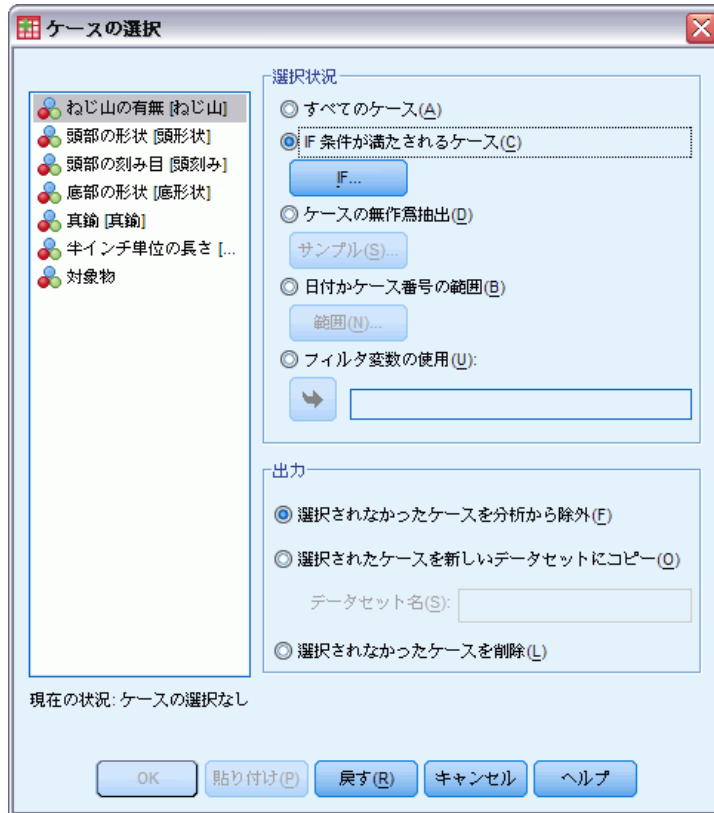 ケースの選択
ねじ山の有無 [ねじ山]
頭部の形状 [頭形状]
頭部の刻み目 [頭刻み]
底部の形状 [底形状]
真鍮 [真鍮]
半インチ単位の長さ [...
対象物
選択状況
すべてのケース(A)
IF 条件が満たされるケース(C)
IF...
ケースの無作為抽出(D)
サンプル(S)...
日付かケース番号の範囲(B)
範囲(N)...
フィルタ変数の使用(U):
出力
選択されなかったケースを分析から除外(F)
選択されたケースを新しいデータセットにコピー(O)
データセット名(S):
選択されなかったケースを削除(L)
現在の状況: ケースの選択なし
OK
貼り付け(P)
戻す(R)
キャンセル
ヘルプ